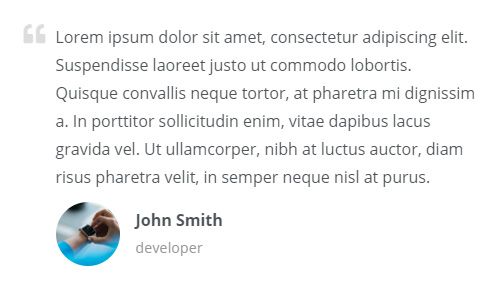 Lorem ipsum dolor sit amet, consectetur adipiscing elit.
Suspendisse laoreet justo ut commodo lobortis.
Quisque convallis neque tortor, at pharetra mi dignissim
a. In porttitor sollicitudin enim, vitae dapibus lacus
gravida vel. Ut ullamcorper, nibh at luctus auctor, diam
risus pharetra velit, in semper neque nisl at purus.
John Smith
developer